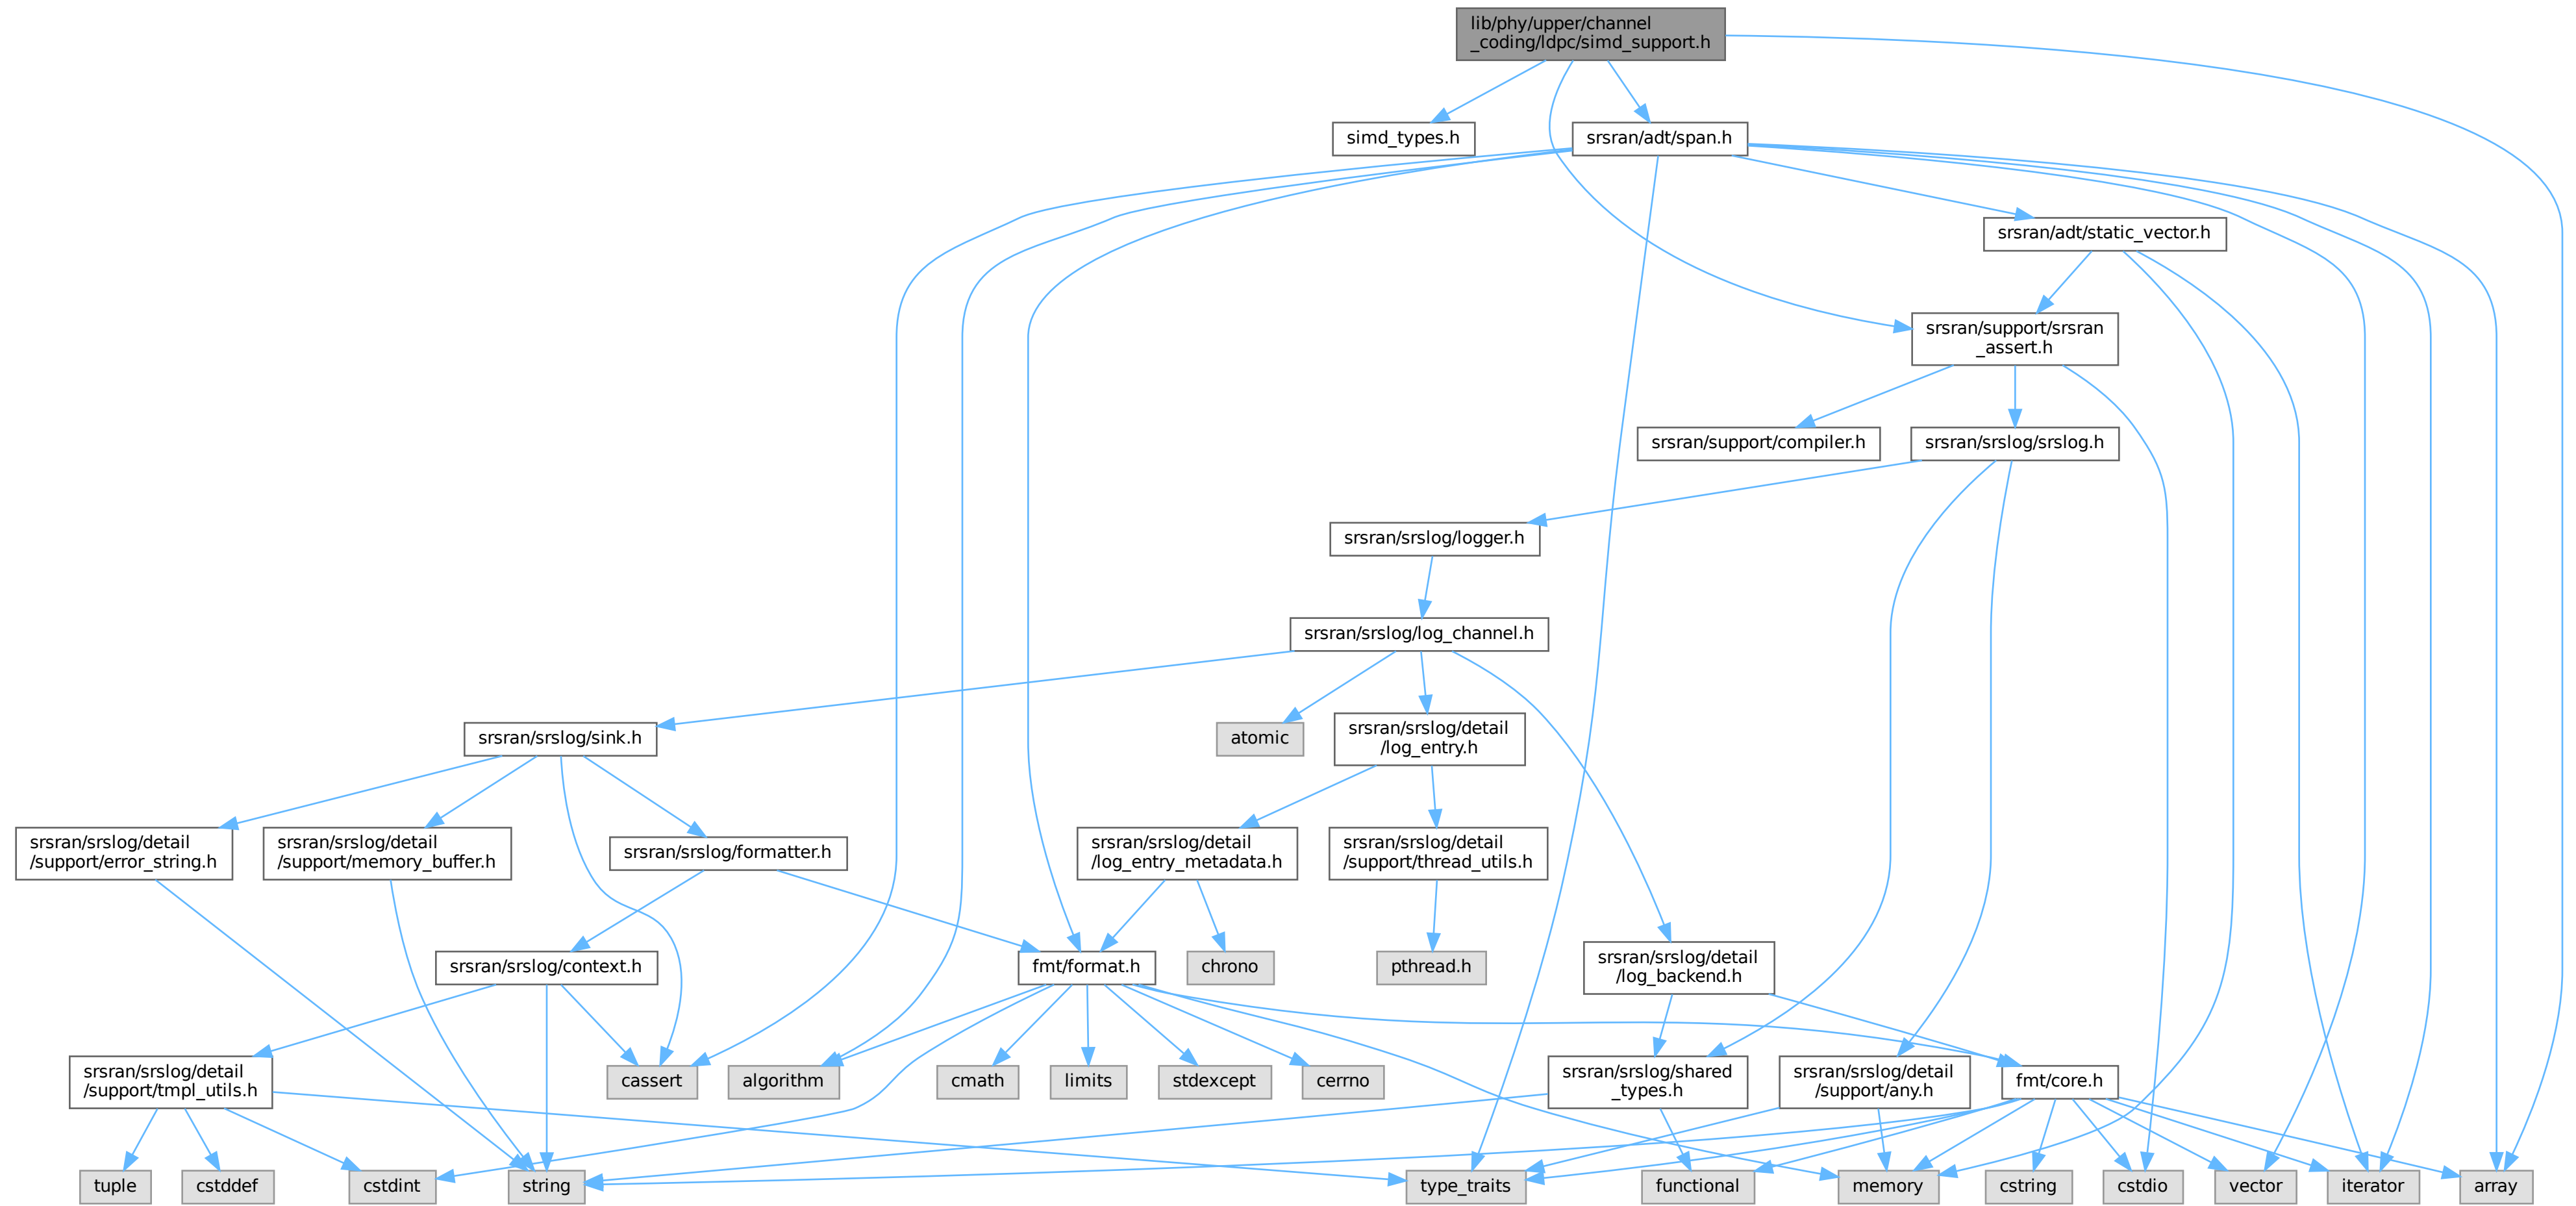 lib/phy/upper/channel
_coding/ldpc/simd_support.h
simd_types.h
srsran/adt/span.h
srsran/adt/static_vector.h
srsran/support/srsran
_assert.h
srsran/support/compiler.h
srsran/srslog/srslog.h
srsran/srslog/logger.h
srsran/srslog/log_channel.h
srsran/srslog/sink.h
atomic
srsran/srslog/detail
/log_entry.h
srsran/srslog/detail
/support/error_string.h
srsran/srslog/detail
/support/memory_buffer.h
srsran/srslog/formatter.h
srsran/srslog/detail
/log_entry_metadata.h
srsran/srslog/detail
/support/thread_utils.h
srsran/srslog/context.h
fmt/format.h
chrono
pthread.h
srsran/srslog/detail
/log_backend.h
srsran/srslog/detail
/support/tmpl_utils.h
cassert
algorithm
cmath
limits
stdexcept
cerrno
srsran/srslog/shared
_types.h
srsran/srslog/detail
/support/any.h
fmt/core.h
tuple
cstddef
cstdint
string
type_traits
functional
memory
cstring
cstdio
vector
iterator
array